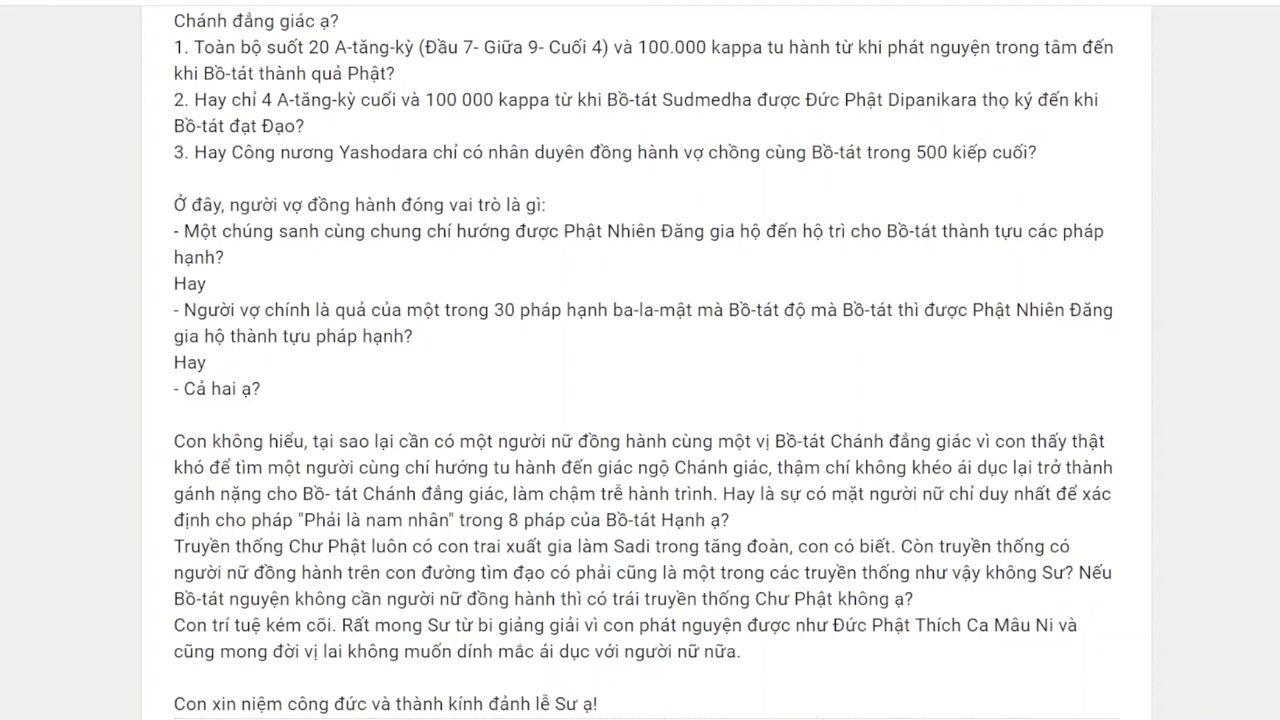 Chánh đẳng giác ạ?
1. Toàn bộ suốt 20 A-tăng-kỳ (Đầu 7- Giữa 9- Cuối 4) và 100.000 kappa tu hành từ khi phát nguyện trong tâm đến
khi Bồ-tát thành quả Phật?
2. Hay chỉ 4 A-tăng-kỳ cuối và 100 000 kappa từ khi Bồ-tát Sudmedha được Đức Phật Dipanikara thọ ký đến khi
Bồ-tát đạt Đạo?
3. Hay Công nương Yashodara chỉ có nhân duyên đồng hành vợ chồng cùng Bồ-tát trong 500 kiếp cuối?
Ở đây, người vợ đồng hành đóng vai trò là gì:
- Một chúng sanh cùng chung chí hướng được Phật Nhiên Đăng gia hộ đến hộ trì cho Bồ-tát thành tựu các pháp
hạnh?
Hay
- Người vợ chính là quả của một trong 30 pháp hạnh ba-la-mật mà Bồ-tát độ mà Bồ-tát thì được Phật Nhiên Đăng
gia hộ thành tựu pháp hạnh?
Hay
- Cả hai ạ?
Con không hiểu, tại sao lại cần có một người nữ đồng hành cùng một vị Bồ-tát Chánh đẳng giác vì con thấy thật
khó để tìm một người cùng chí hướng tu hành đến giác ngộ Chánh giác, thậm chí không khéo ái dục lại trở thành
gánh nặng cho Bồ- tát Chánh đẳng giác, làm chậm trễ hành trình. Hay là sự có mặt người nữ chỉ duy nhất để xác
định cho pháp "Phải là nam nhân" trong 8 pháp của Bồ-tát Hạnh ạ?
Truyền thống Chư Phật luôn có con trai xuất gia làm Sadi trong tăng đoàn, con có biết. Còn truyền thống có
người nữ đồng hành trên con đường tìm đạo có phải cũng là một trong các truyền thống như vậy không Sư? Nếu
Bồ-tát nguyện không cần người nữ đồng hành thì có trái truyền thống Chư Phật không ạ?
Con trí tuệ kém cõi. Rất mong Sư từ bi giảng giải vì con phát nguyện được như Đức Phật Thích Ca Mâu Ni và
cũng mong đời vị lai không muốn dính mắc ái dục với người nữ nữa.
Con xin niệm công đức và thành kính đảnh lễ Sư ạ!